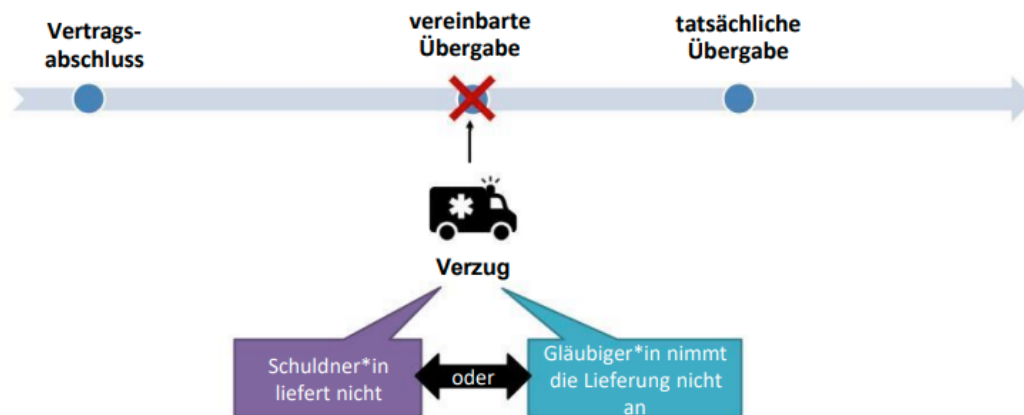 Vertrags-
abschluss
vereinbarte
Übergabe
tatsächliche
Übergabe
Verzug
Schuldner*in
liefert nicht
oder
Gläubiger*in nimmt
die Lieferung nicht
an